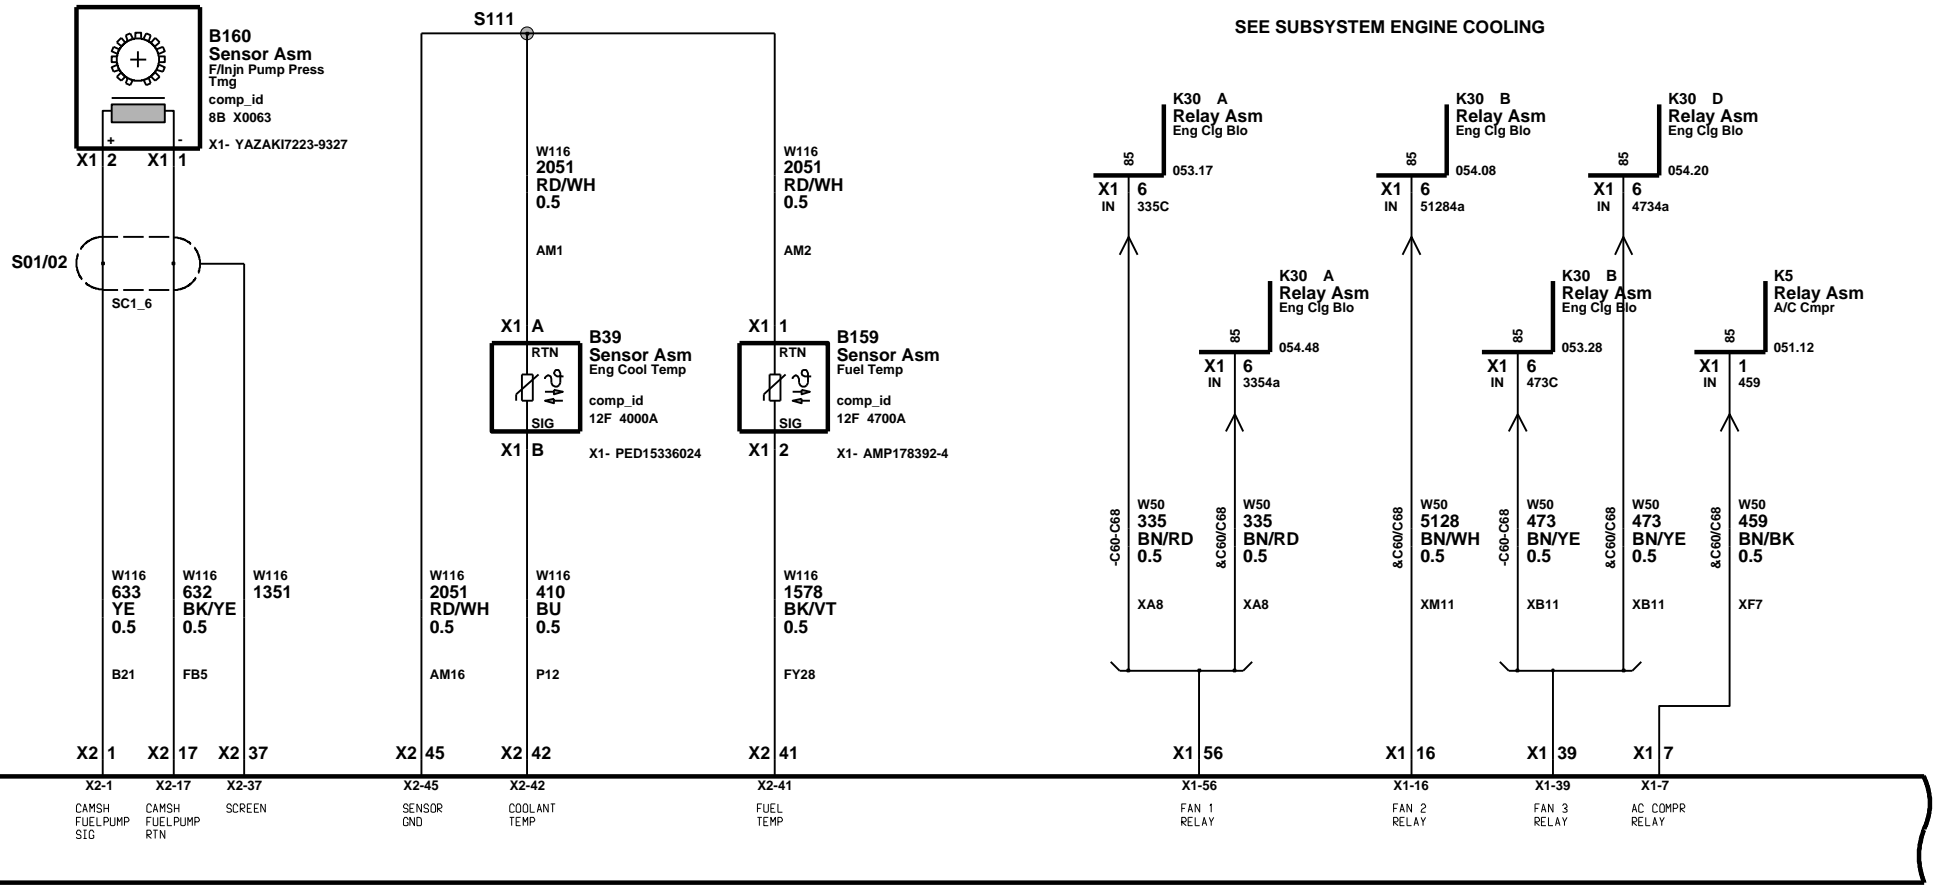 S111
SEE SUBSYSTEM ENGINE COOLING
B160
Sensor Asm
F/Injn Pump Press
Tmg
comp_id
8B X0063
X1- YAZAKI7223-9327
+ -
X1 2 X1 1
S01/02
SC1_6
W116
2051
RD/WH
0.5
AM1
W116
2051
RD/WH
0.5
AM2
X1 A
RTN
SIG
X1 B
B39
Sensor Asm
Eng Cool Temp
comp_id
12F 4000A
X1- PED15336024
X1 1
RTN
SIG
X1 2
B159
Sensor Asm
Fuel Temp
comp_id
12F 4700A
X1- AMP178392-4
K30 A
Relay Asm
Eng Clg Blo
85
053.17
X1 6
IN 335C
K30 B
Relay Asm
Eng Clg Blo
85
054.08
X1 6
IN 51284a
K30 D
Relay Asm
Eng Clg Blo
85
054.20
X1 6
IN 4734a
K30 A
Relay Asm
Eng Clg Blo
85
054.48
X1 6
IN 3354a
K30 B
Relay Asm
Eng Clg Blo
85
053.28
X1 6
IN 473C
K5
Relay Asm
A/C Cmpr
85
051.12
X1 1
IN 459
W116
633
YE
0.5
B21
W116
632
BK/YE
0.5
FB5
W116
1351
W116
2051
RD/WH
0.5
AM16
W116
410
BU
0.5
P12
W116
1578
BK/VT
0.5
FY28
-C60-C68
W50
335
BN/RD
0.5
XA8
&C60/C68
W50
335
BN/RD
0.5
XA8
&C60/C68
W50
5128
BN/WH
0.5
XM11
-C60-C68
W50
473
BN/YE
0.5
XB11
&C60/C68
W50
473
BN/YE
0.5
XB11
&C60/C68
W50
459
BN/BK
0.5
XF7
X2 1 X2 17 X2 37 X2 45 X2 42 X2 41 X1 56 X1 16 X1 39 X1 7
X2-1 X2-17 X2-37 X2-45 X2-42 X2-41 X1-56 X1-16 X1-39 X1-7
CAMSH
FUELPUMP
SIG
CAMSH
FUELPUMP
RTN
SCREEN
SENSOR
GND
COOLANT
TEMP
FUEL
TEMP
FAN 1
RELAY
FAN 2
RELAY
FAN 3
RELAY
AC COMPR
RELAY